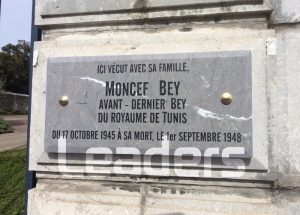 ICI VÉCUT AVEC SA FAMILLE,
MONCEF BEY
AVANT - DERNIER BEY
DU ROYAUME DE TUNIS
DU 17 OCTOBRE 1945 À SA MORT, LE 1er SEPTEMBRE 1948
Leaders